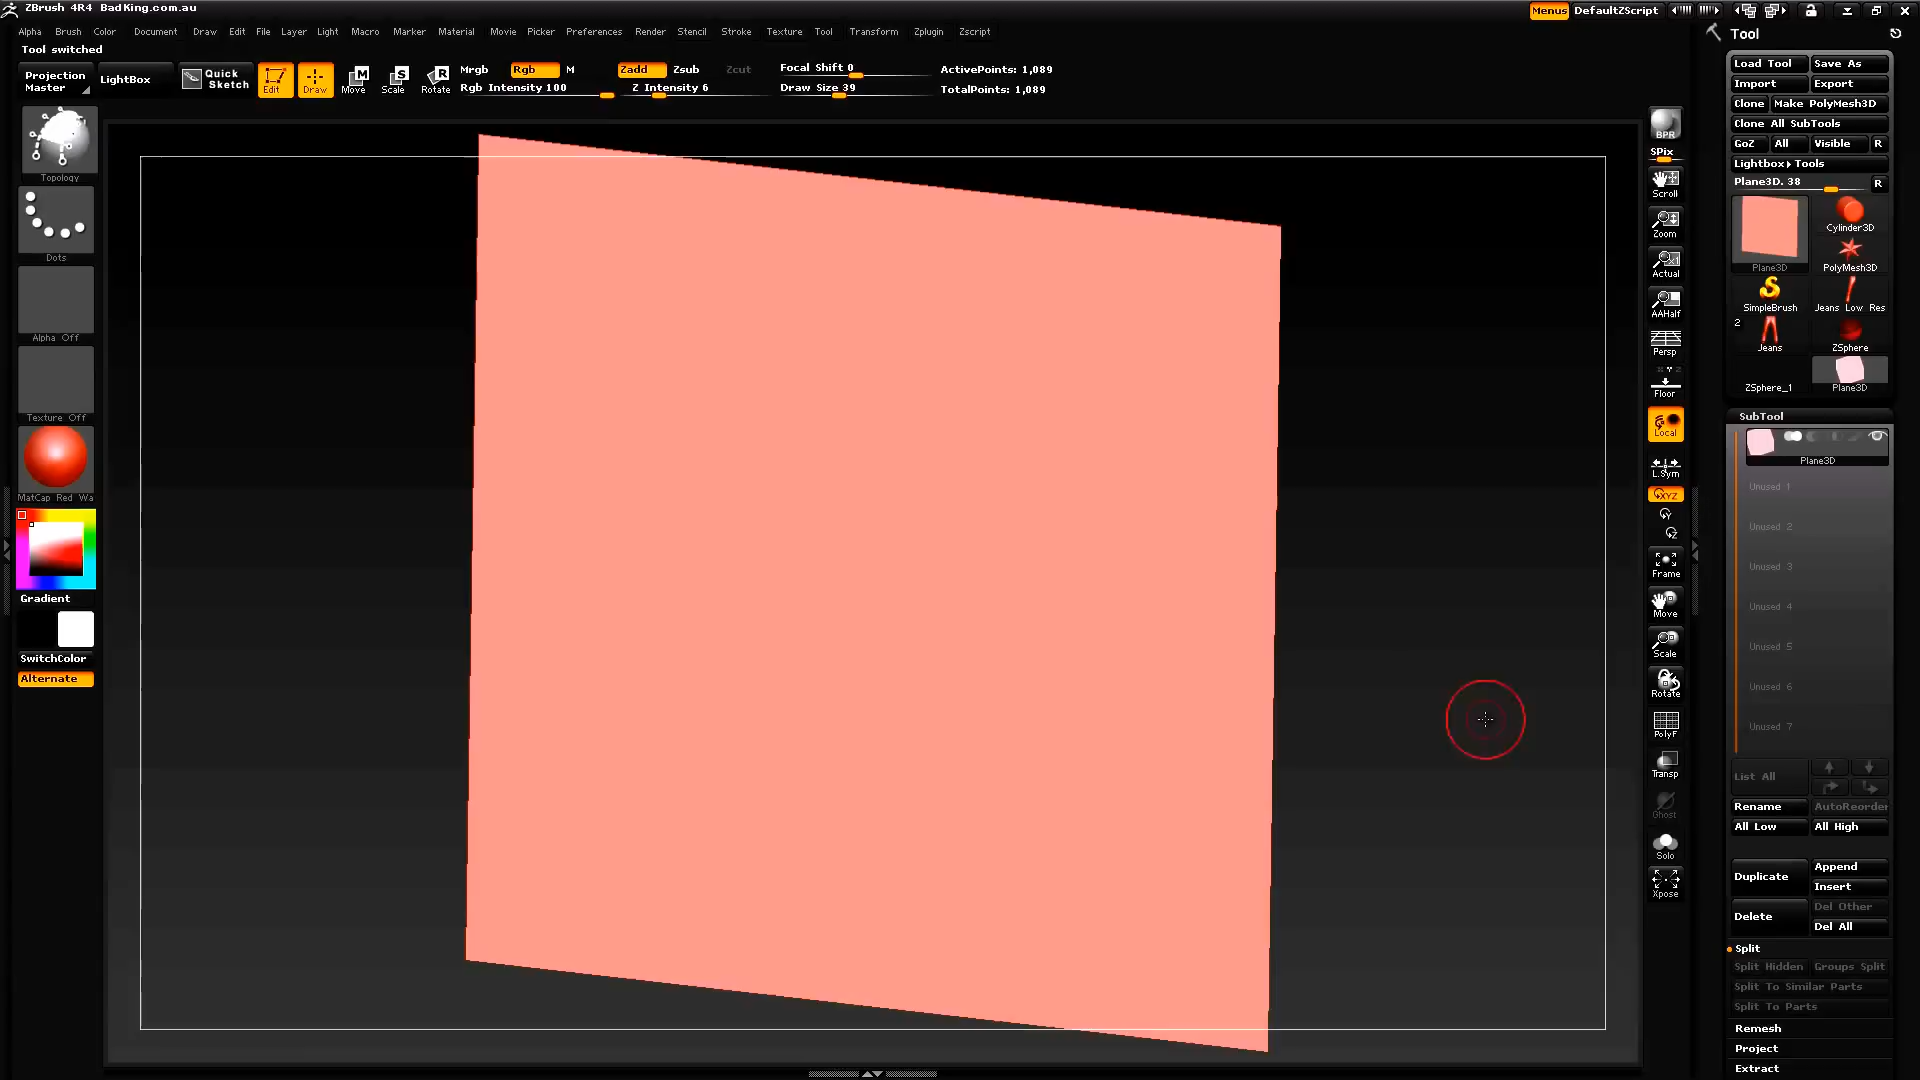 ZBrush 4R4 BadKing.com.au
Menus DefaultZScript
Alpha Brush Color Document Draw Edit File Layer Light Macro Marker Material Movie Picker Preferences Render Stencil Stroke Texture Tool Transform Zplugin Zscript
Tool switched
Projection Master
LightBox
Quick Sketch
Edit
Draw
Move
Scale
Rotate
Mrgb Rgb M
Rgb Intensity 100
Zadd Zsub Zcut
Z Intensity 6
Focal Shift 0
Draw Size 39
ActivePoints: 1,089
TotalPoints: 1,089
Topology
Dots
Alpha Off
Texture Off
MatCap Red Wa
Gradient
SwitchColor
Alternate
BPR
SPix
Scroll
Zoom
Actual
AAHalf
Persp
Floor
Local
L.Sym
XYZ
Y
Z
Frame
Move
Scale
Rotate
PolyF
Transp
Ghost
Solo
Xpose
Tool
Load Tool Save As
Import Export
Clone Make PolyMesh3D
Clone All SubTools
GoZ All Visible R
Lightbox▸Tools
Plane3D. 38 R
Plane3D
Cylinder3D
PolyMesh3D
SimpleBrush Jeans Low Res
2
Jeans ZSphere
ZSphere_1 Plane3D
SubTool
Plane3D
Unused 1
Unused 2
Unused 3
Unused 4
Unused 5
Unused 6
Unused 7
List All
Rename AutoReorder
All Low All High
Duplicate
Append
Insert
Delete
Del Other
Del All
Split
Split Hidden Groups Split
Split To Similar Parts
Split To Parts
Remesh
Project
Extract